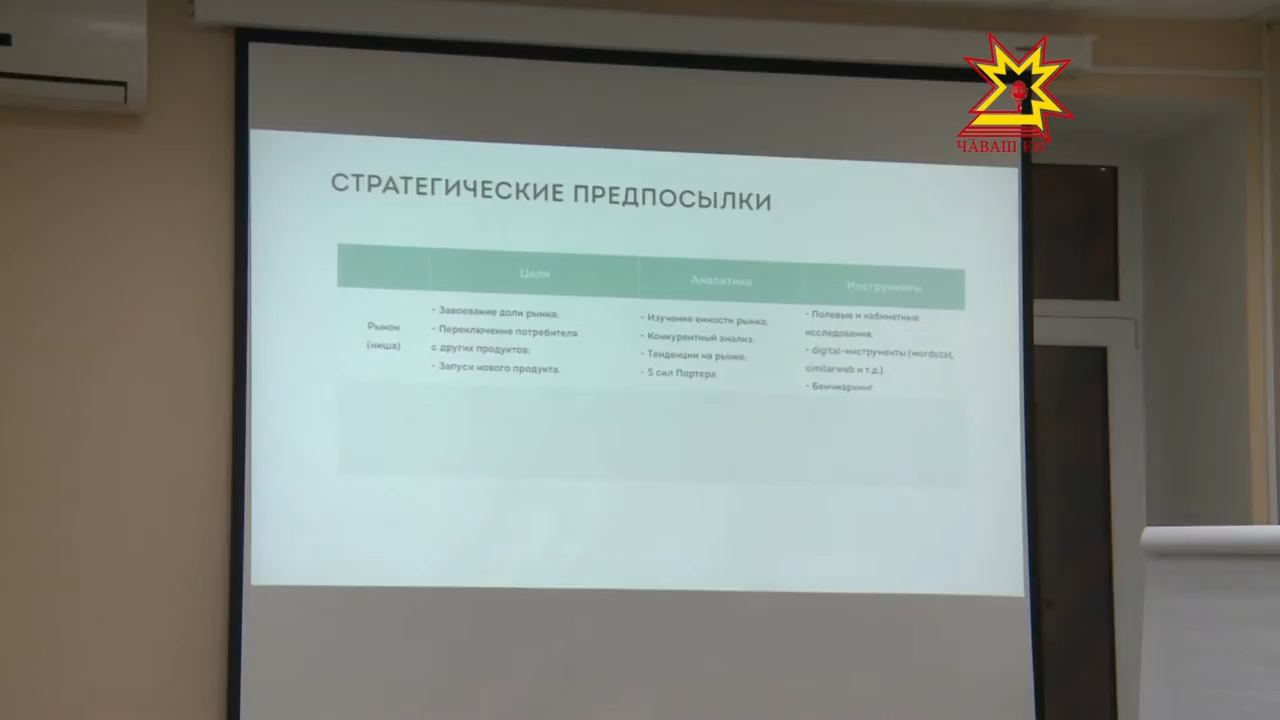 ЧĂВАШ ЕН
СТРАТЕГИЧЕСКИЕ ПРЕДПОСЫЛКИ
Цели
Аналитика
Инструменты
Рынок
(ниша)
- Завоевание доли рынка;
- Переключение потребителя
с других продуктов;
- Запуск нового продукта.
- Изучение емкости рынка;
- Конкурентный анализ;
- Тенденции на рынке;
- 5 сил Портера.
- Полевые и кабинетные
исследования;
- digital-инструменты (wordstat,
similarweb и т.д.)
- Бенчмаркинг.